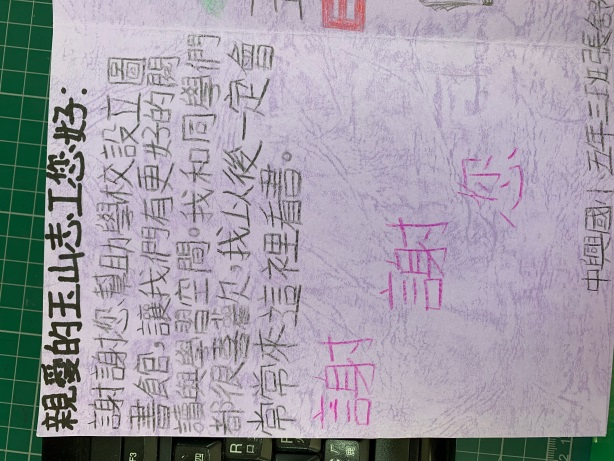 親愛的玉山志工您好:
謝謝您幫助學校設立圖
書館,讓我們有更好的閱
讀與學習空間。我和同學們
都很喜歡,我以後一定會
常常來這裡看書。
謝謝您
中興國小 五年三班 張